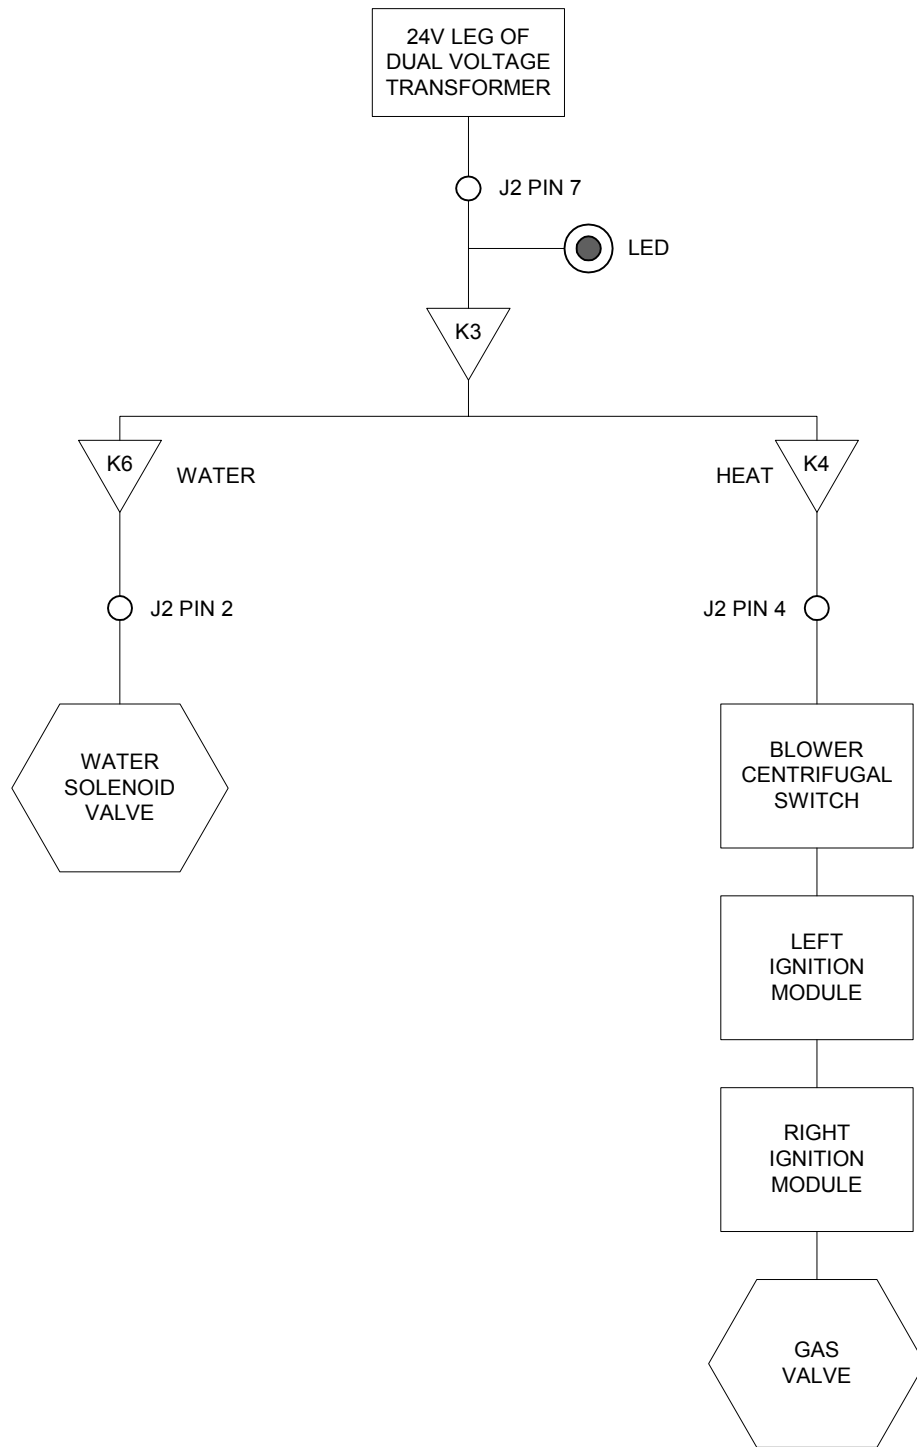 24V LEG OF
DUAL VOLTAGE
TRANSFORMER
J2 PIN 7
LED
K3
K6
WATER
HEAT
K4
J2 PIN 2
J2 PIN 4
WATER
SOLENOID
VALVE
BLOWER
CENTRIFUGAL
SWITCH
LEFT
IGNITION
MODULE
RIGHT
IGNITION
MODULE
GAS
VALVE